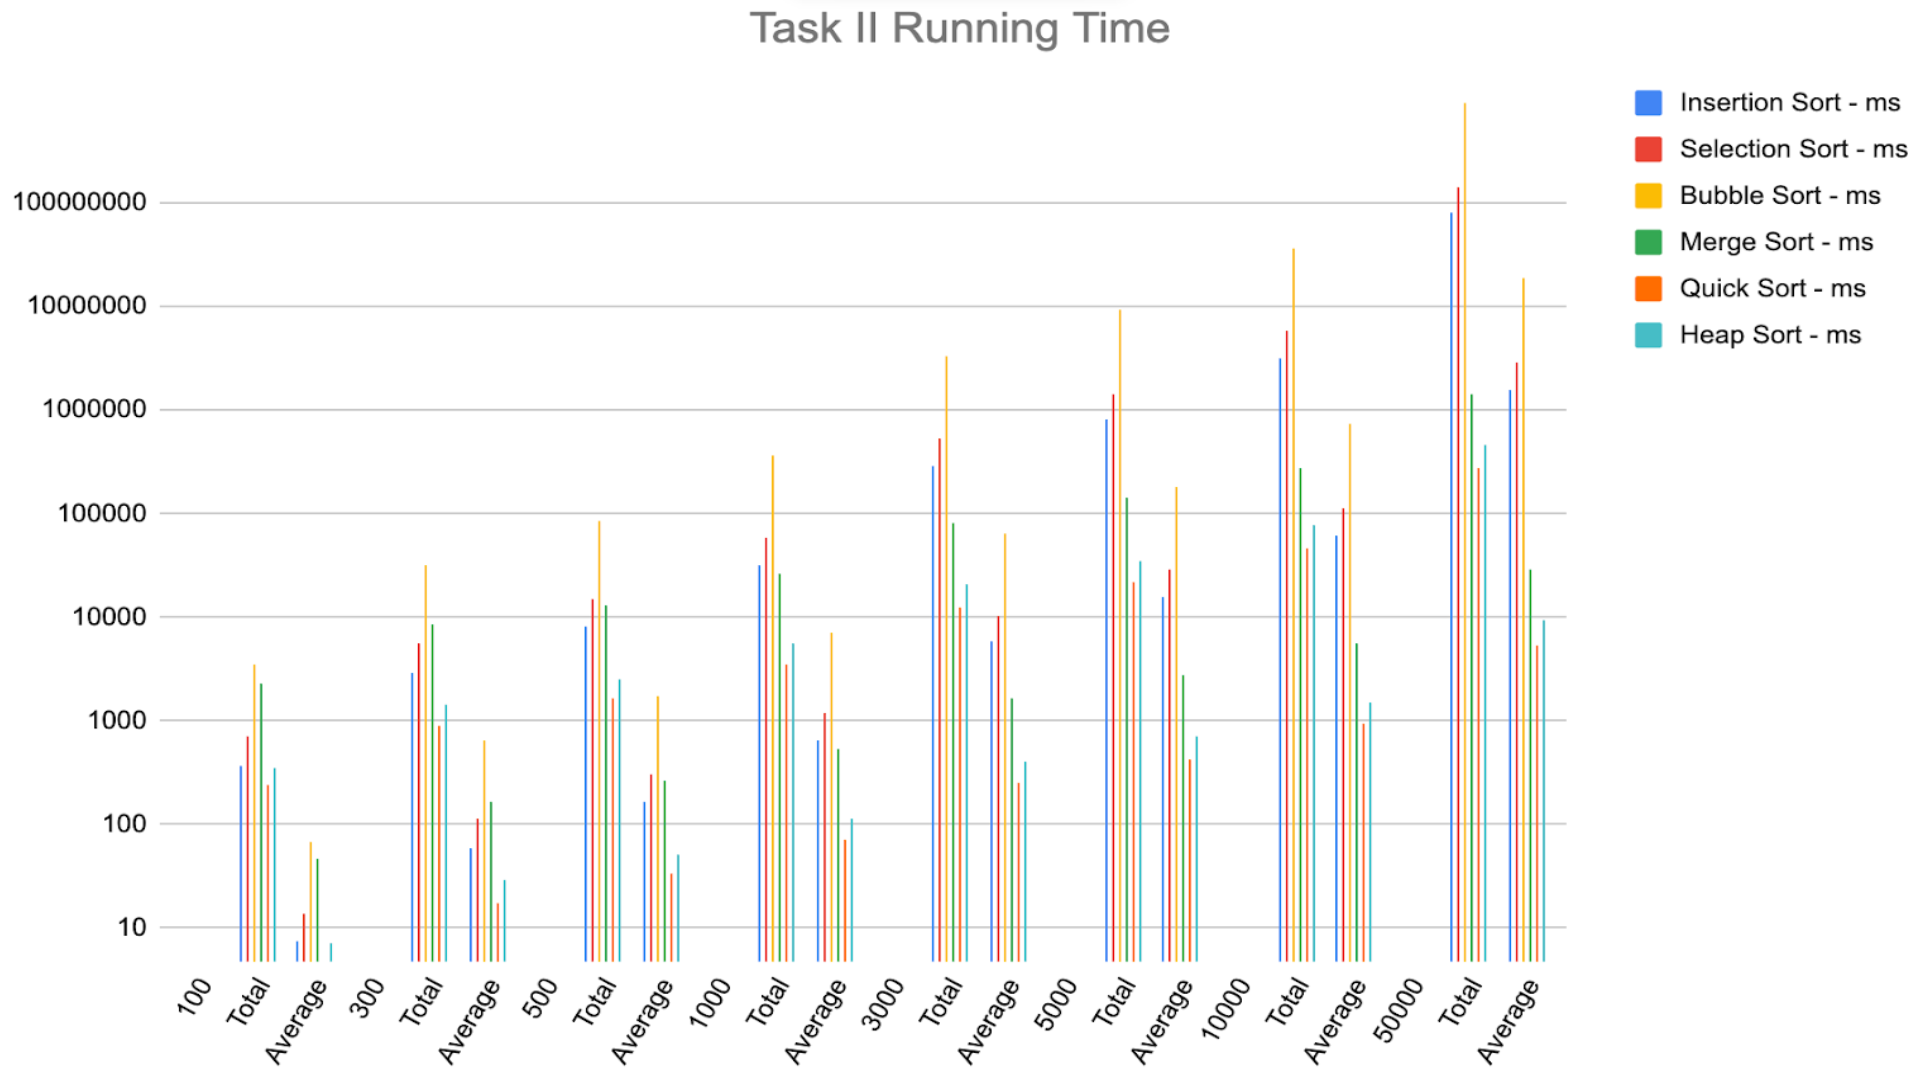 Task II Running Time
Insertion Sort - ms
Selection Sort - ms
Bubble Sort - ms
Merge Sort - ms
Quick Sort - ms
Heap Sort - ms
100000000
10000000
1000000
100000
10000
1000
100
10
100
Total
Average
300
Total
Average
500
Total
Average
1000
Total
Average
3000
Total
Average
5000
Total
Average
10000
Total
Average
50000
Total
Average